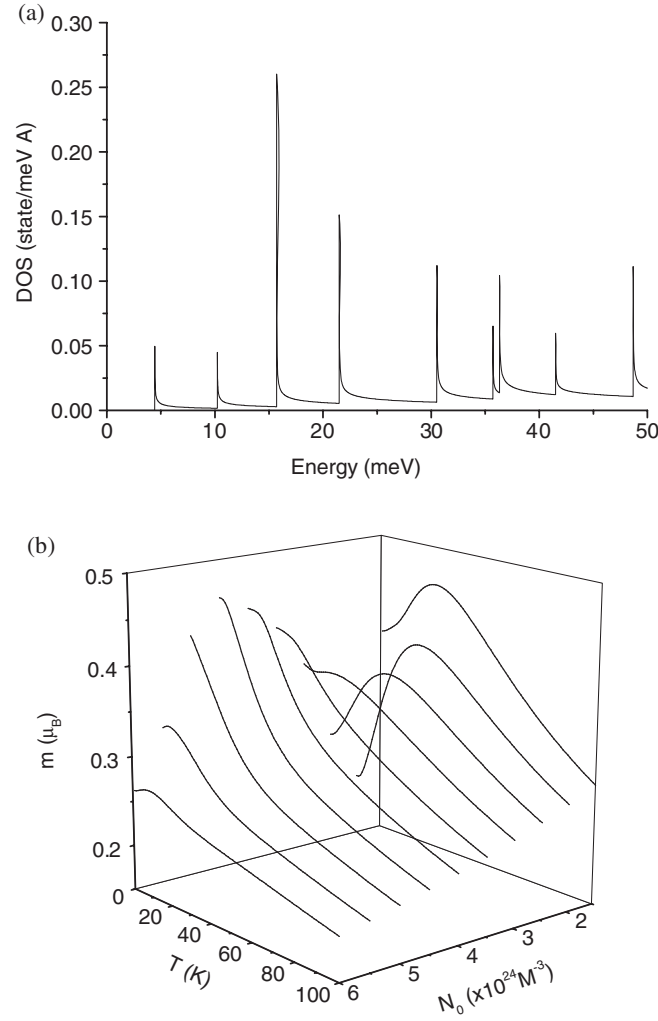 (a)
0.30
0.25
0.20
0.15
0.10
0.05
0.00
DOS (state/meV A)
0 10 20 30 40 50
Energy (meV)
(b)
0.5
0.4
0.3
0.2
0
m (μB)
20 40 60 80 100
T (K)
6 5 4 3 2
N0 (x10^24M^-3)